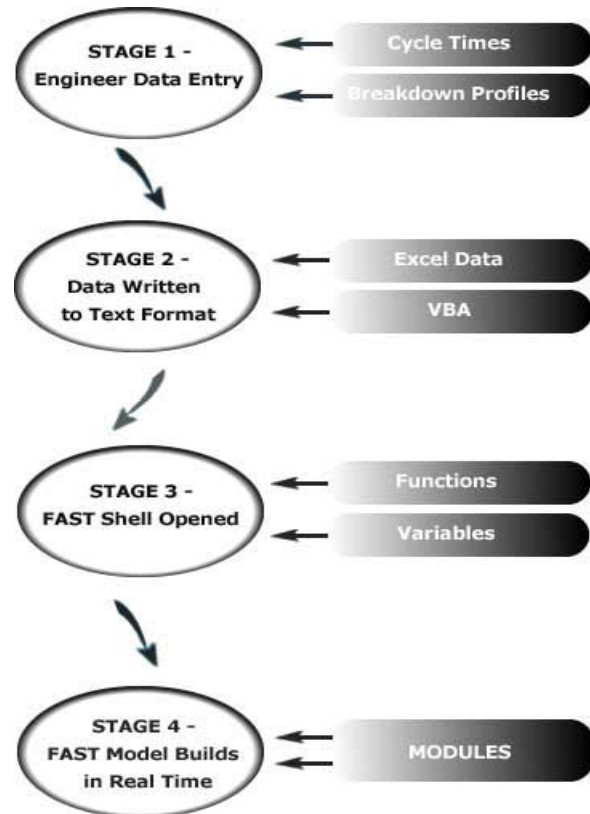 STAGE 1 -
Engineer Data Entry
Cycle Times
Breakdown Profiles
STAGE 2 -
Data Written
to Text Format
Excel Data
VBA
STAGE 3 -
FAST Shell Opened
Functions
Variables
STAGE 4 -
FAST Model Builds
in Real Time
MODULES